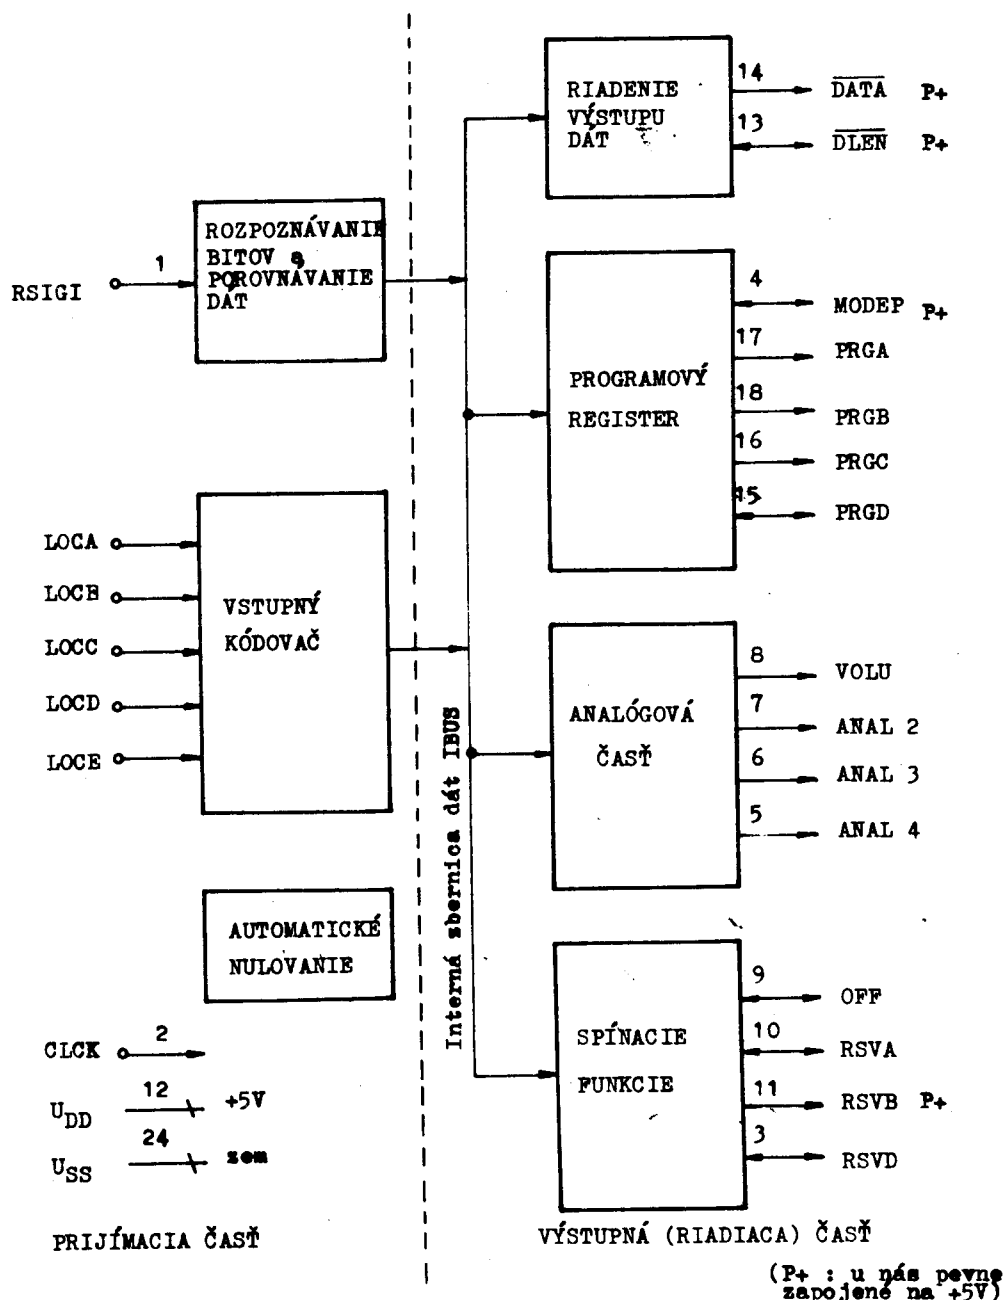 RIADENIE
VÝSTUPU
DÁT
14
DATA P+
13
DLEN P+
ROZPOZNÁVANIE
BITOV a
POROVNÁVANIE
DÁT
RSIGI
1
PROGRAMOVÝ
REGISTER
4
MODEP P+
17
PRGA
18
PRGB
16
PRGC
15
PRGD
LOCA
LOCB
LOCC
LOCD
LOCE
VSTUPNÝ
KÓDOVAČ
Interná zbernica dát IBUS
ANALÓGOVÁ
ČASŤ
8
VOLU
7
ANAL 2
6
ANAL 3
5
ANAL 4
AUTOMATICKÉ
NULOVANIE
SPÍNACIE
FUNKCIE
9
OFF
10
RSVA
11
RSVB P+
3
RSVD
CLCK 2
UDD 12 +5V
USS 24 zem
PRIJÍMACIA ČASŤ
VÝSTUPNÁ (RIADIACA) ČASŤ
(P+ : u nás pevne
zapojené na +5V)